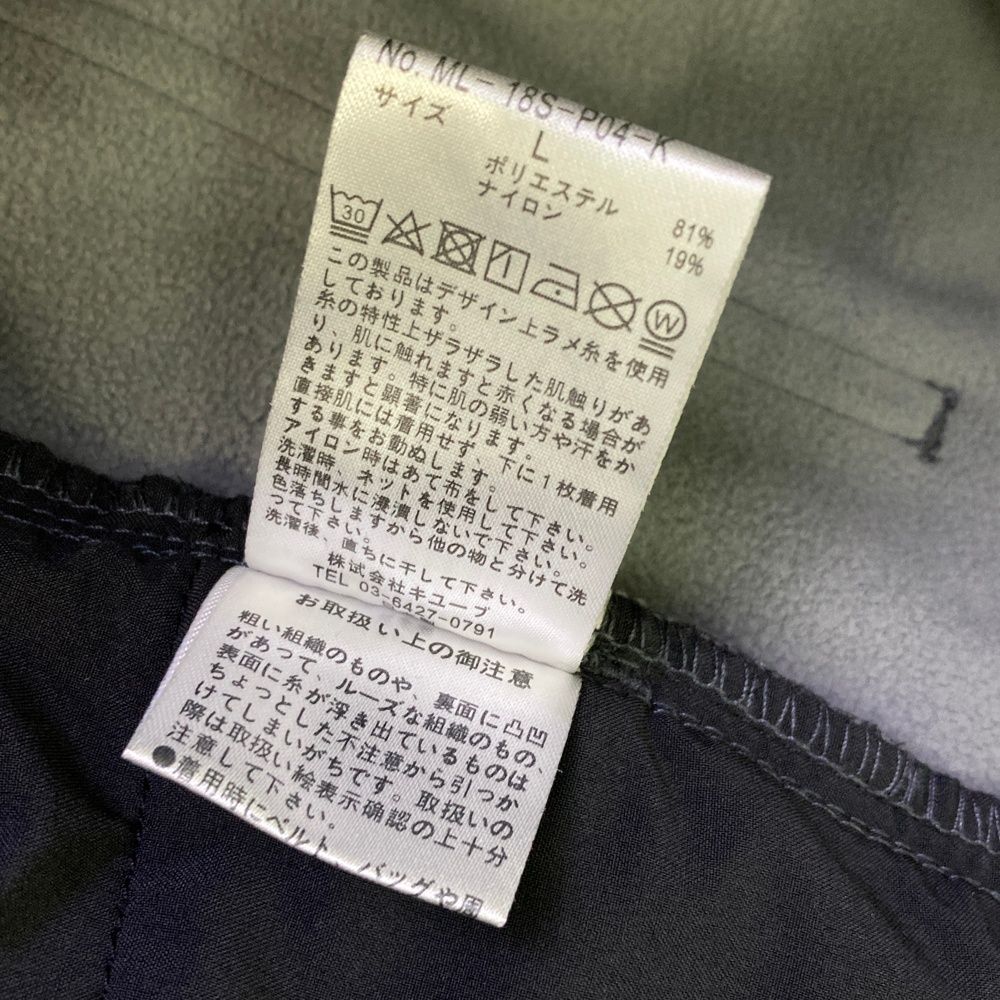 No. ML-18S-P04-K
サイズ L
ポリエステル 81%
ナイロン 19%
30
W
この製品はデザイン上ラメ糸を使用
しております。
糸の特性上ザラザラした肌触りがあ
り、肌に触れますと赤くなる場合が
あります。特に肌の弱い方や汗をか
きますと顕著になります。
直接肌には着用せず、下に1枚着用
する事をお勧めします。
アイロン時はあて布をして下さい。
洗濯時、ネットを使用して下さい。
長時間水に浸漬しないで下さい。
色落ちしますから他の物と分けて洗
って下さい。
洗濯後、直ちに干して下さい。
株式会社キューブ
TEL 03-6427-0791
お取扱い上の御注意
粗い組織のものや、裏面に凸凹
があって、ルーズな組織のもの、
表面に糸が浮き出ているものは
ちょっとした不注意から引っか
けてしまいがちです。取扱いの
際は取扱い絵表示確認の上十分
注意して下さい。
●着用時にベルト、バッグや周